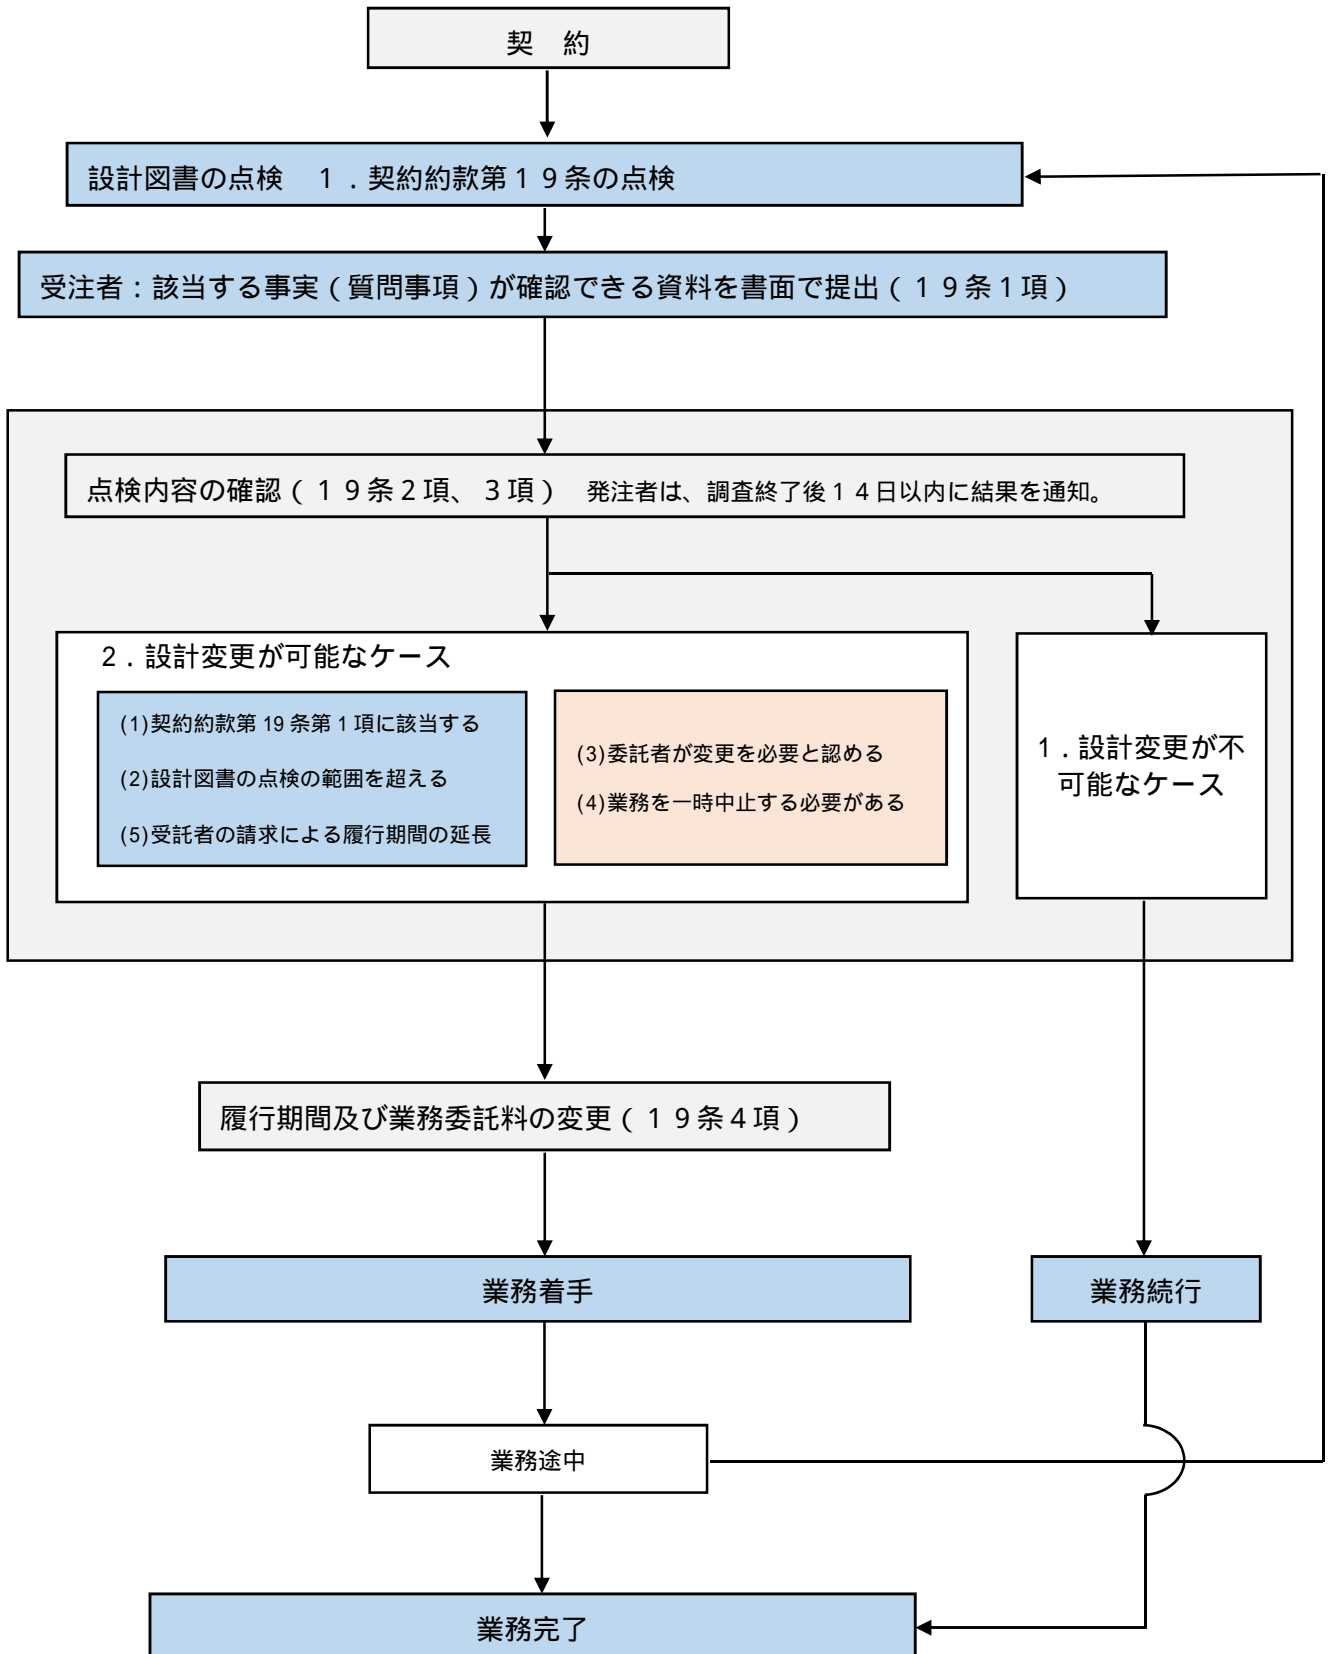 契　約
設計図書の点検　１．契約約款第１９条の点検
受注者：該当する事実（質問事項）が確認できる資料を書面で提出（１９条１項）
点検内容の確認（１９条２項、３項）　発注者は、調査終了後１４日以内に結果を通知。
２．設計変更が可能なケース
(1)契約約款第 19 条第 1 項に該当する
(2)設計図書の点検の範囲を超える
(5)受託者の請求による履行期間の延長
(3)委託者が変更を必要と認める
(4)業務を一時中止する必要がある
１．設計変更が不
可能なケース
履行期間及び業務委託料の変更（１９条４項）
業務着手
業務続行
業務途中
業務完了